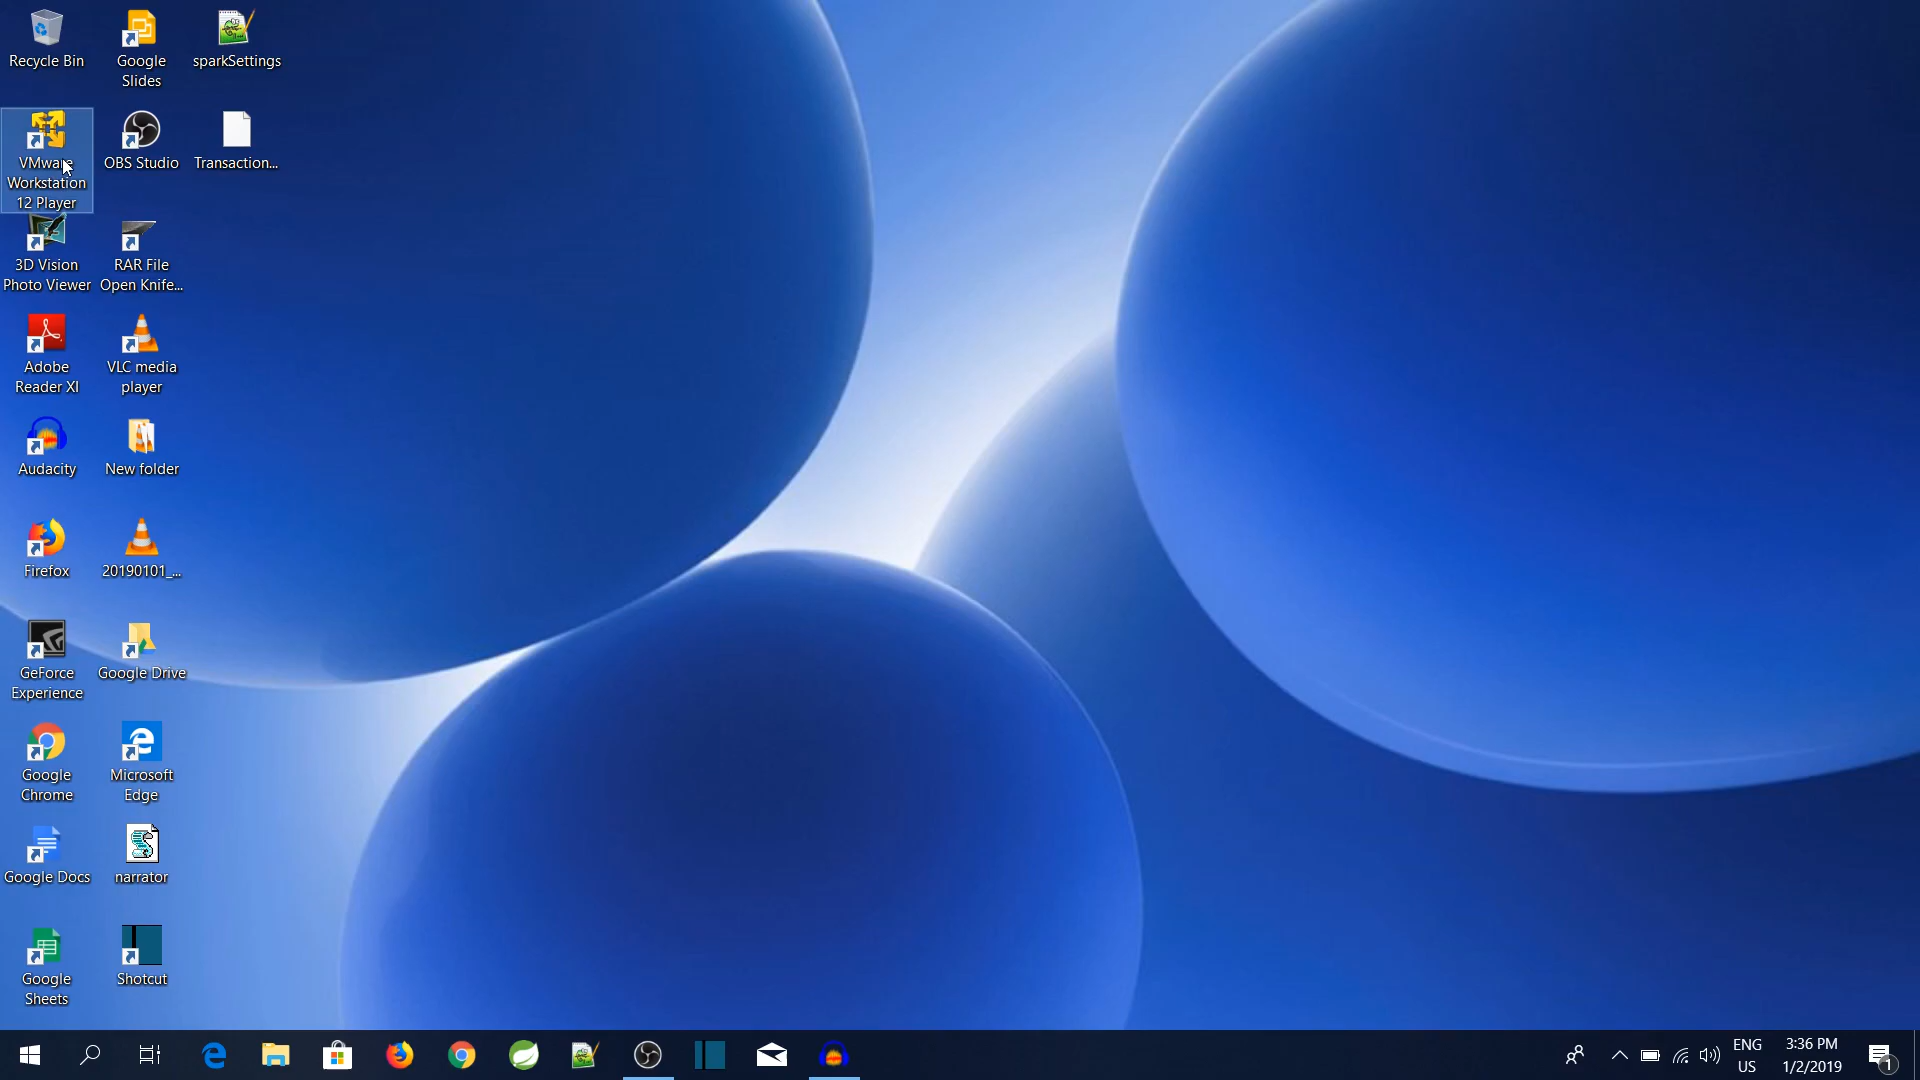 Recycle Bin
VMware
Workstation
12 Player
3D Vision
Photo Viewer
Adobe
Reader XI
Audacity
Firefox
GeForce
Experience
Google
Chrome
Google Docs
Google
Sheets
Google
Slides
OBS Studio
RAR File
Open Knife...
VLC media
player
New folder
20190101_...
Google Drive
Microsoft
Edge
narrator
Shotcut
sparkSettings
Transaction...
ENG
US
3:36 PM
1/2/2019
1